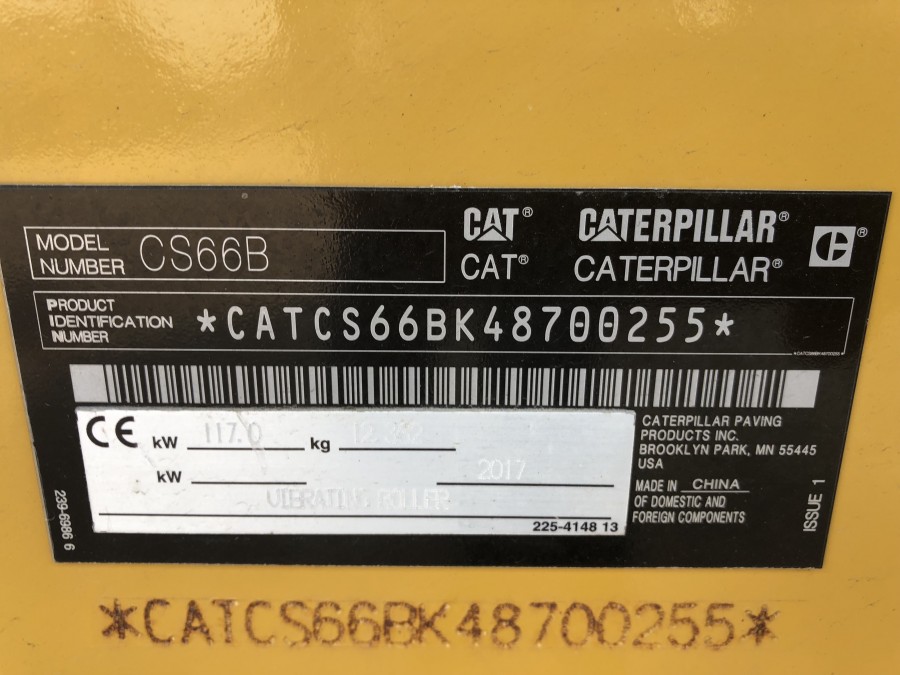 CAT® CATERPILLAR® C®
MODEL NUMBER CS66B
CAT® CATERPILLAR®
PRODUCT
IDENTIFICATION
NUMBER
*CATCS66BK48700255*
*CATCS66BK48700255*
CE kW 117.0 kg
kW 2017
VIBRATING ROLLER
225-4148 13
CATERPILLAR PAVING
PRODUCTS INC.
BROOKLYN PARK, MN 55445
USA
MADE IN CHINA
OF DOMESTIC AND
FOREIGN COMPONENTS
ISSUE 1
239-6986 6
*CATCS66BK48700255*